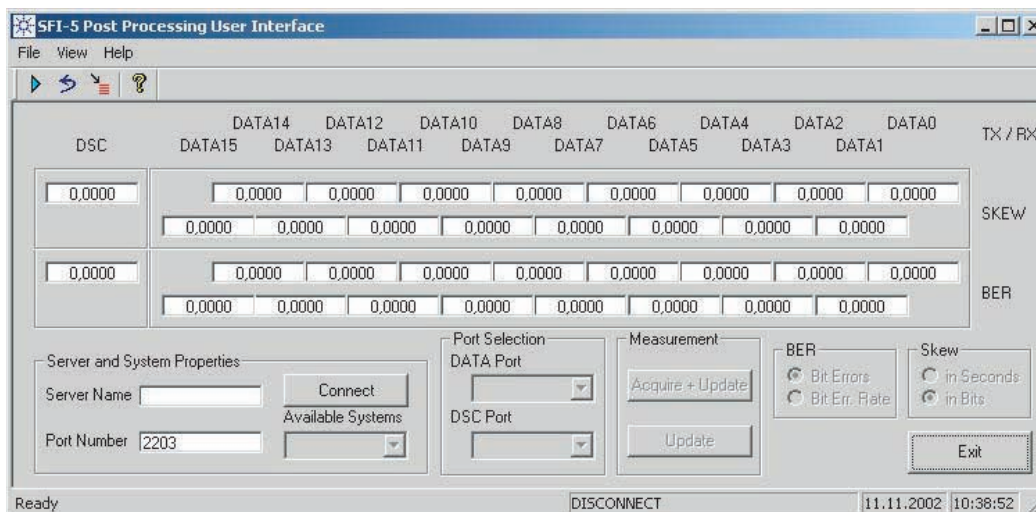 SFI-5 Post Processing User Interface
File View Help
DATA14 DATA12 DATA10 DATA8 DATA6 DATA4 DATA2 DATA0
DSC DATA15 DATA13 DATA11 DATA9 DATA7 DATA5 DATA3 DATA1 TX / RX
0,0000 0,0000 0,0000 0,0000 0,0000 0,0000 0,0000 0,0000 0,0000
SKEW
0,0000 0,0000 0,0000 0,0000 0,0000 0,0000 0,0000 0,0000
0,0000 0,0000 0,0000 0,0000 0,0000 0,0000 0,0000 0,0000 0,0000
BER
0,0000 0,0000 0,0000 0,0000 0,0000 0,0000 0,0000 0,0000
Server and System Properties
Server Name
Connect
Available Systems
Port Number 2203
Port Selection
DATA Port
DSC Port
Measurement
Acquire + Update
Update
BER
Bit Errors
Bit Err. Rate
Skew
in Seconds
in Bits
Exit
Ready DISCONNECT 11.11.2002 10:38:52